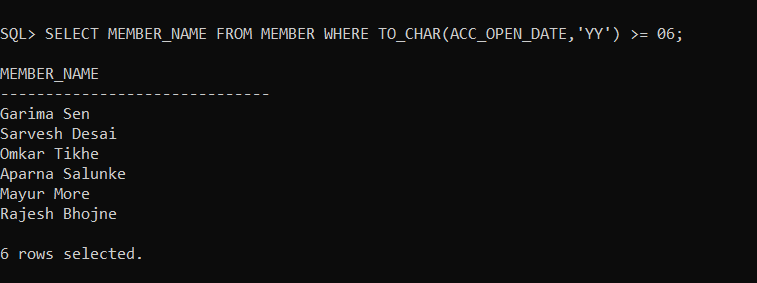 SQL> SELECT MEMBER_NAME FROM MEMBER WHERE TO_CHAR(ACC_OPEN_DATE,'YY') >= 06;
MEMBER_NAME
------------------------------
Garima Sen
Sarvesh Desai
Omkar Tikhe
Aparna Salunke
Mayur More
Rajesh Bhojne
6 rows selected.